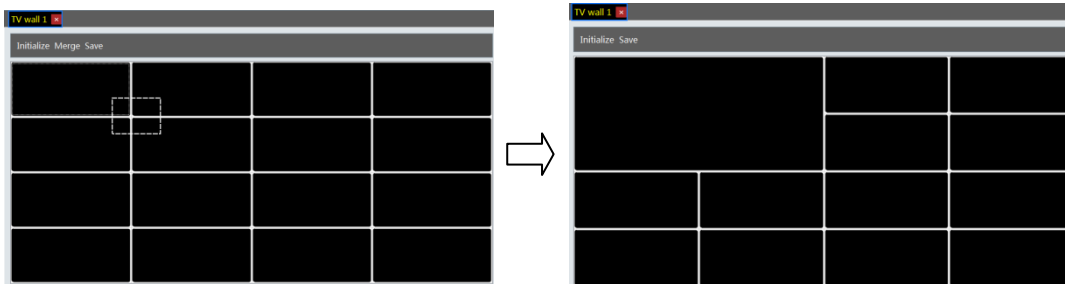 TV wall 1
Initialize Merge Save
TV wall 1
Initialize Save